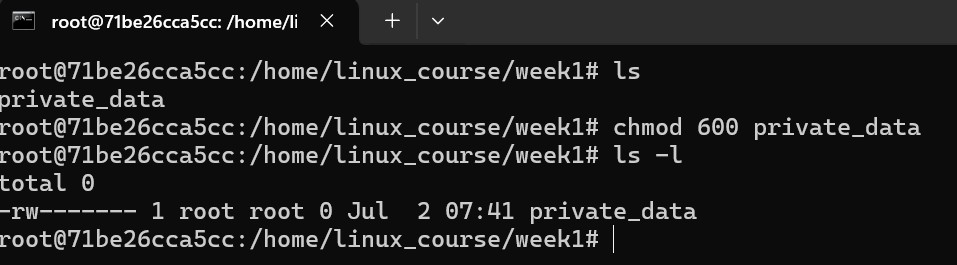 root@71be26cca5cc: /home/li
root@71be26cca5cc:/home/linux_course/week1# ls
private_data
root@71be26cca5cc:/home/linux_course/week1# chmod 600 private_data
root@71be26cca5cc:/home/linux_course/week1# ls -l
total 0
-rw------- 1 root root 0 Jul  2 07:41 private_data
root@71be26cca5cc:/home/linux_course/week1#